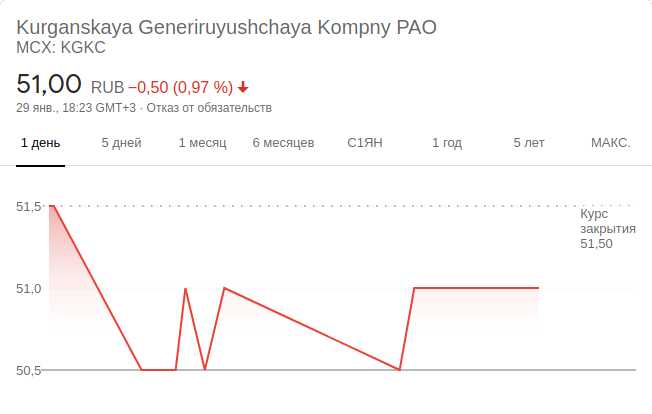 Kurganskaya Generiruyushchaya Kompny PAO
MCX: KGKC
51,00 RUB −0,50 (0,97 %)
29 янв., 18:23 GMT+3 · Отказ от обязательств
1 день 5 дней 1 месяц 6 месяцев С1ЯН 1 год 5 лет МАКС.
51,5
Курс
закрытия
51,50
51,0
50,5